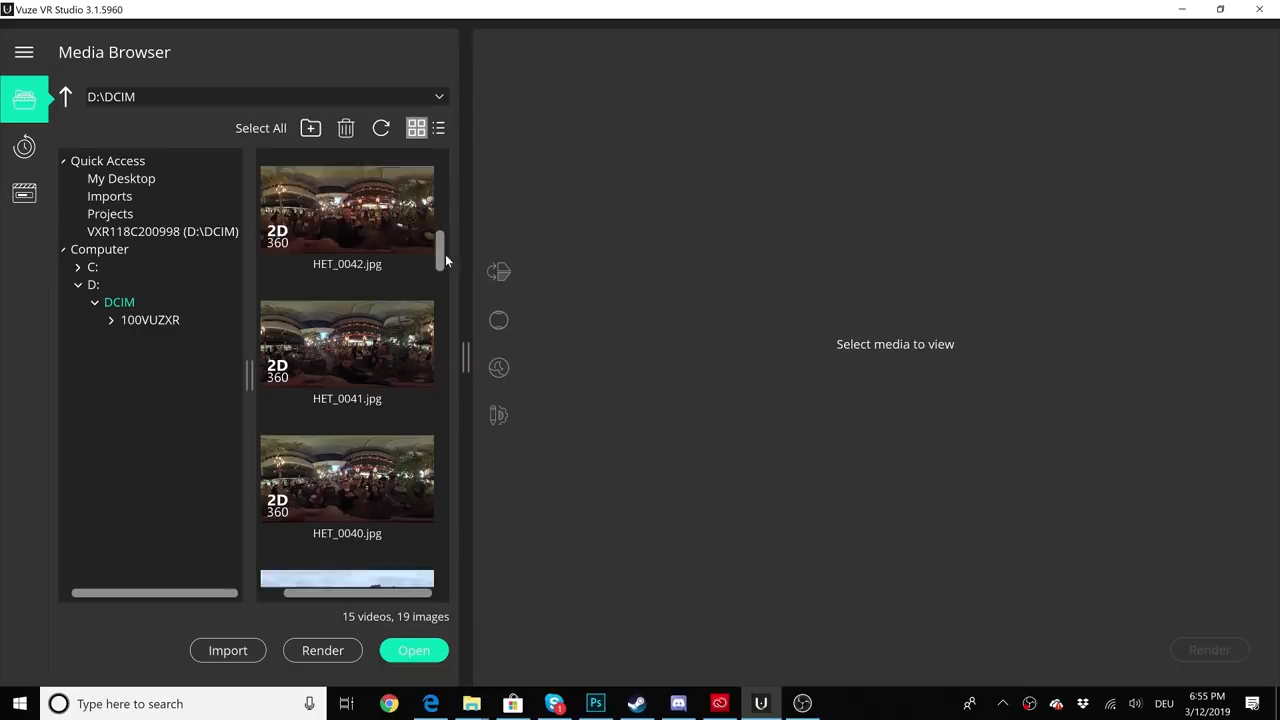 Vuze VR Studio 3.1.5960
Media Browser
D:\DCIM
Select All
Quick Access
My Desktop
Imports
Projects
VXR118C200998 (D:\DCIM)
Computer
C:
D:
DCIM
100VUZXR
2D
360
HET_0042.jpg
2D
360
HET_0041.jpg
2D
360
HET_0040.jpg
15 videos, 19 images
Import
Render
Open
Select media to view
Render
Type here to search
DEU
6:55 PM
3/12/2019